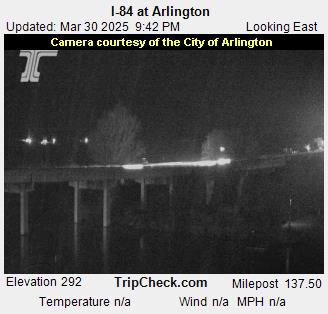 I-84 at Arlington
Updated: Mar 30 2025 9:42 PM Looking East
Camera courtesy of the City of Arlington
Elevation 292 TripCheck.com Milepost 137.50
Temperature n/a Wind n/a MPH n/a